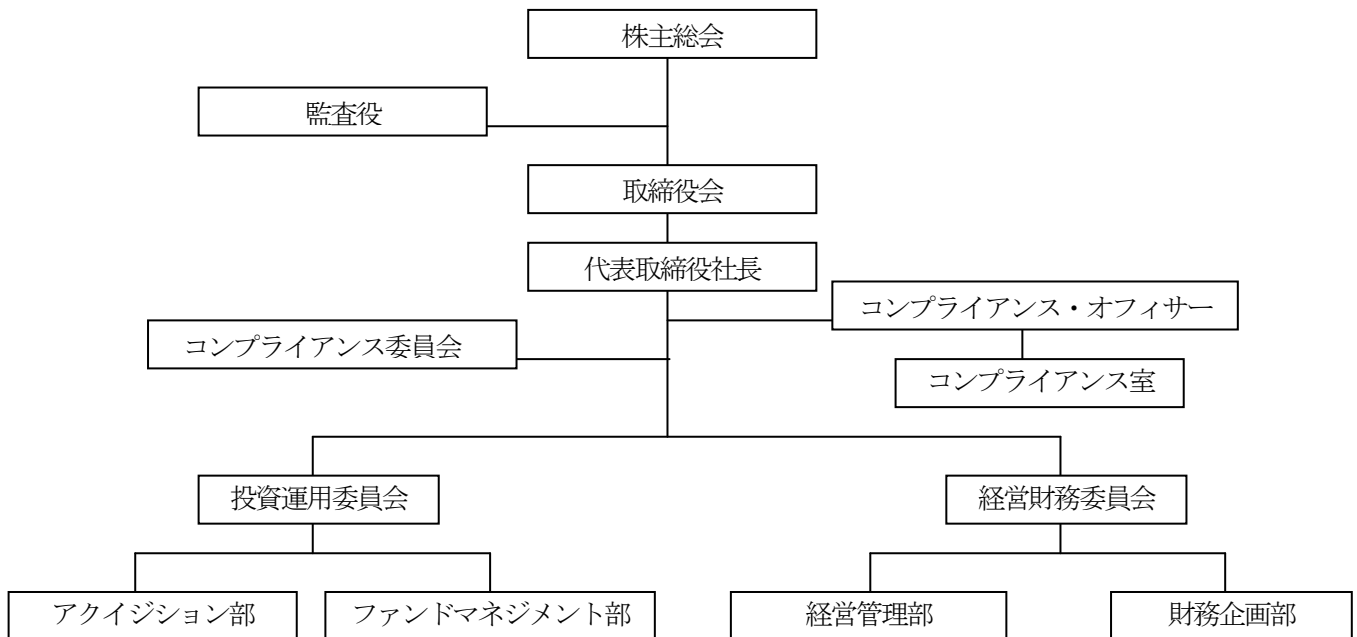 株主総会
監査役
取締役会
代表取締役社長
コンプライアンス・オフィサー
コンプライアンス委員会
コンプライアンス室
投資運用委員会
経営財務委員会
アクイジション部
ファンドマネジメント部
経営管理部
財務企画部